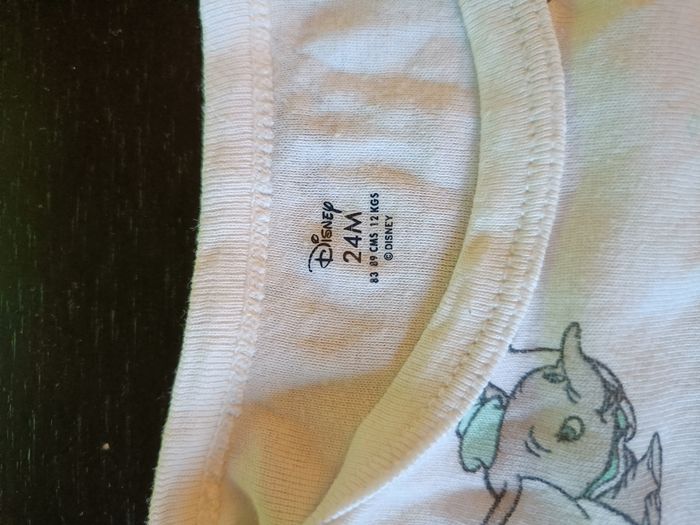 Disney
24M
83 89 CMS 12 KGS
© DISNEY